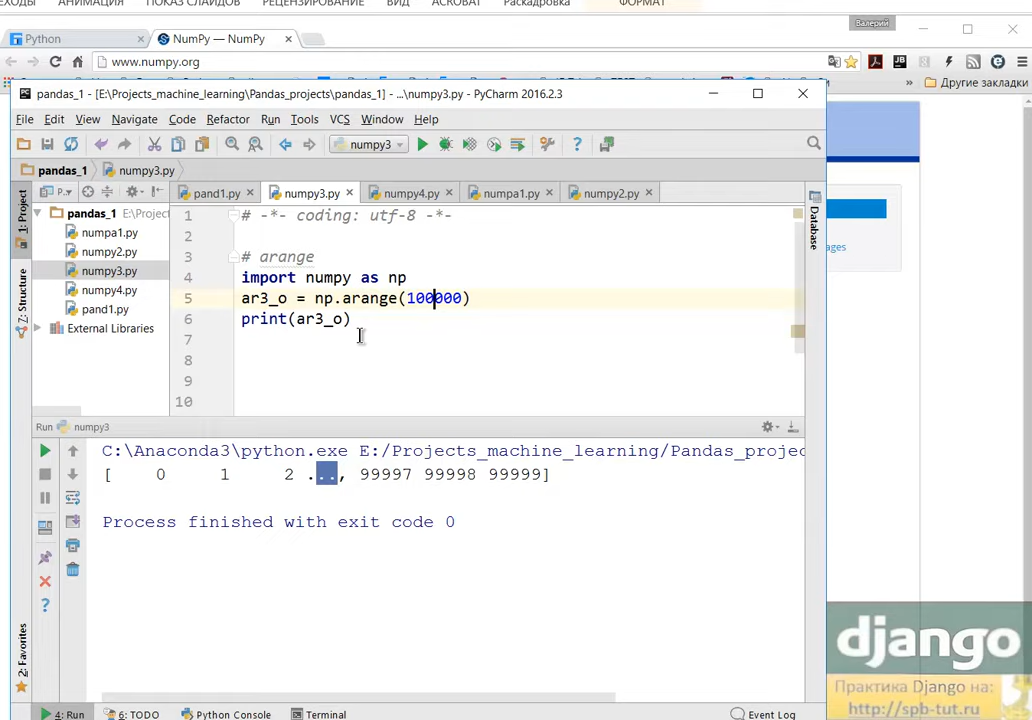 ХОДЫ АНИМАЦИЯ ПОКАЗ СЛАЙДОВ РЕЦЕНЗИРОВАНИЕ ВИД ACROBAT Раскадровка ФОРМАТ
Валерий
Python NumPy — NumPy
www.numpy.org
» Другие закладки
pandas_1 - [E:\Projects_machine_learning\Pandas_projects\pandas_1] - ...\numpy3.py - PyCharm 2016.2.3
File Edit View Navigate Code Refactor Run Tools VCS Window Help
numpy3
pandas_1 numpy3.py
P.. pand1.py numpy3.py numpy4.py numpa1.py numpy2.py
1: Project
7: Structure
2: Favorites
Database
pandas_1 E:\Project
numpa1.py
numpy2.py
numpy3.py
numpy4.py
pand1.py
External Libraries
1 # -*- coding: utf-8 -*-
2
3 # arange
4 import numpy as np
5 ar3_o = np.arange(100000)
6 print(ar3_o)
7
8
9
10
ages
Run numpy3
C:\Anaconda3\python.exe E:/Projects_machine_learning/Pandas_projec
[ 0 1 2 ..., 99997 99998 99999]
Process finished with exit code 0
4: Run 6: TODO Python Console Terminal Event Log
django
Практика Django на:
http://spb-tut.ru